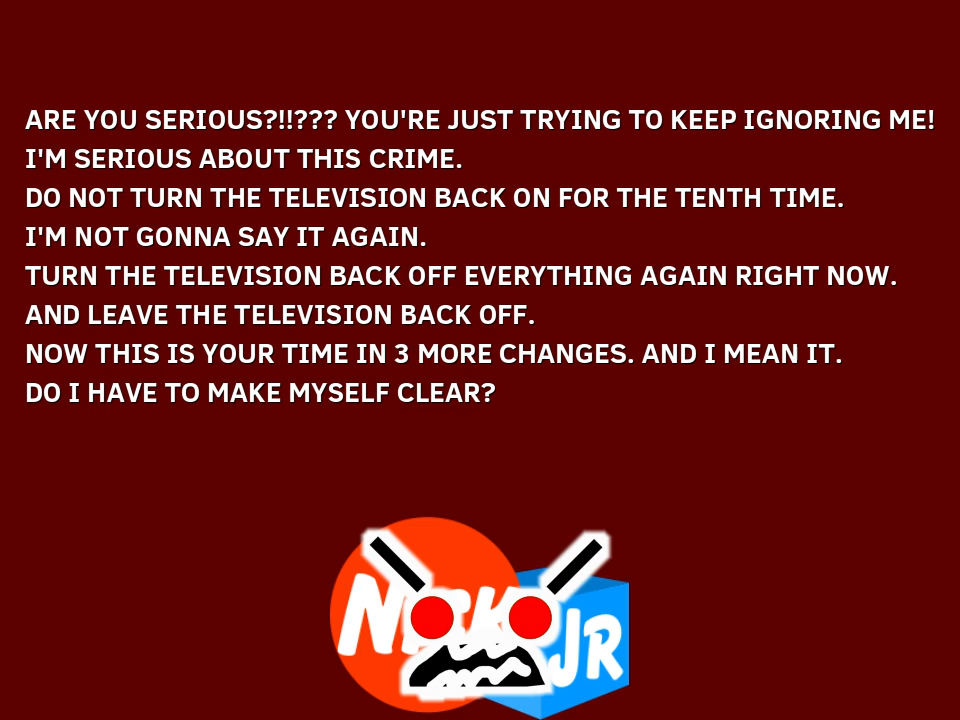 ARE YOU SERIOUS?!!??? YOU'RE JUST TRYING TO KEEP IGNORING ME!
I'M SERIOUS ABOUT THIS CRIME.
DO NOT TURN THE TELEVISION BACK ON FOR THE TENTH TIME.
I'M NOT GONNA SAY IT AGAIN.
TURN THE TELEVISION BACK OFF EVERYTHING AGAIN RIGHT NOW.
AND LEAVE THE TELEVISION BACK OFF.
NOW THIS IS YOUR TIME IN 3 MORE CHANGES. AND I MEAN IT.
DO I HAVE TO MAKE MYSELF CLEAR?
NICK JR